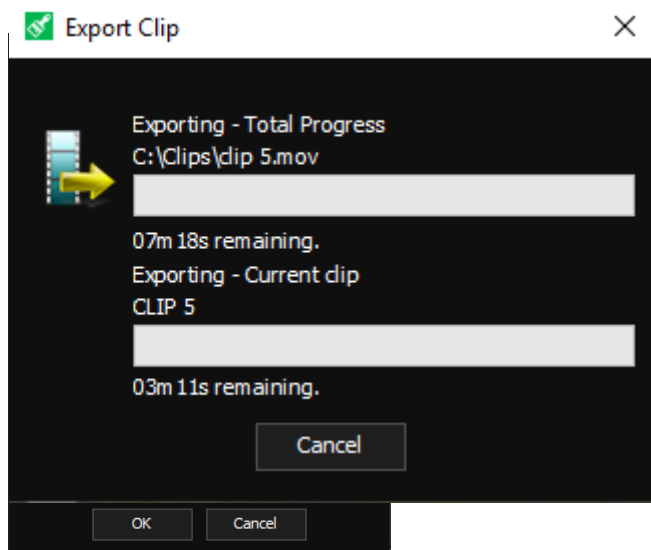 Export Clip
Exporting - Total Progress
C:\Clips\clip 5.mov
07m 18s remaining.
Exporting - Current clip
CLIP 5
03m 11s remaining.
Cancel
OK Cancel